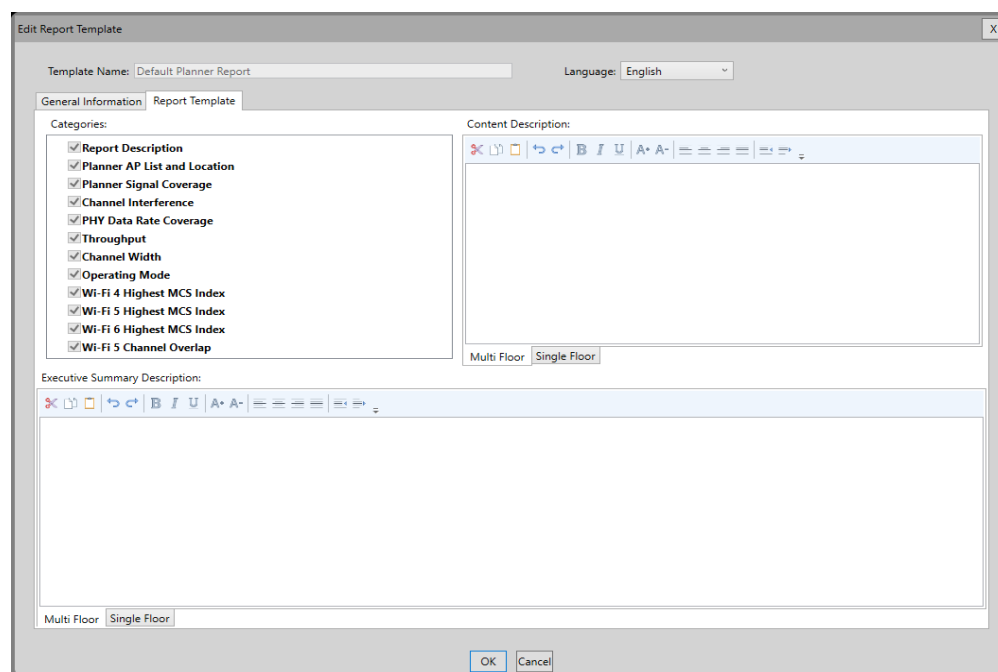 Edit Report Template
X
Template Name: Default Planner Report
Language: English
General Information Report Template
Categories:
Report Description
Planner AP List and Location
Planner Signal Coverage
Channel Interference
PHY Data Rate Coverage
Throughput
Channel Width
Operating Mode
Wi-Fi 4 Highest MCS Index
Wi-Fi 5 Highest MCS Index
Wi-Fi 6 Highest MCS Index
Wi-Fi 5 Channel Overlap
Content Description:
B I U A+ A-
Multi Floor Single Floor
Executive Summary Description:
B I U A+ A-
Multi Floor Single Floor
OK Cancel